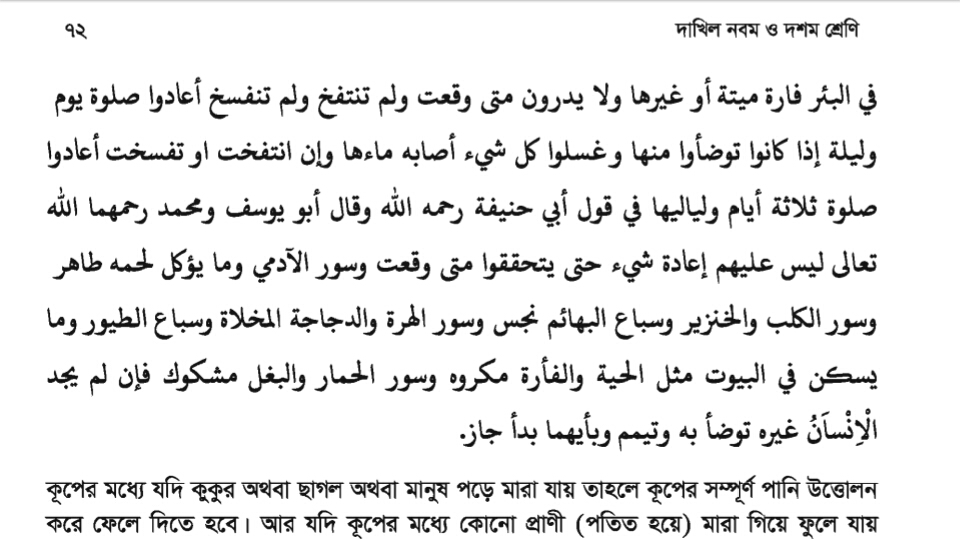 ৭২ দাখিল নবম ও দশম শ্রেণি
في البئر فارة ميتة أو غيرها ولا يدرون متى وقعت ولم تنتفخ ولم تنفسخ أعادوا صلوة يوم
وليلة إذا كانوا توضأوا منها وغسلوا كل شيء أصابه ماءها وإن انتفخت او تفسخت أعادوا
صلوة ثلاثة أيام ولياليها في قول أبي حنيفة رحمه الله وقال أبو يوسف ومحمد رحمهما الله
تعالى ليس عليهم إعادة شيء حتى يتحققوا متى وقعت وسور الآدمي وما يؤكل لحمه طاهر
وسور الكلب والخنزير وسباع البهائم نجس وسور الهرة والدجاجة المخلاة وسباع الطيور وما
يسكن في البيوت مثل الحية والفأرة مكروه وسور الحمار والبغل مشكوك فإن لم يجد
الْاِنْسَانُ غيره توضأ به وتيمم وبأيهما بدأ جاز.
কূপের মধ্যে যদি কুকুর অথবা ছাগল অথবা মানুষ পড়ে মারা যায় তাহলে কূপের সম্পূর্ণ পানি উত্তোলন
করে ফেলে দিতে হবে। আর যদি কূপের মধ্যে কোনো প্রাণী (পতিত হয়ে) মারা গিয়ে ফুলে যায়